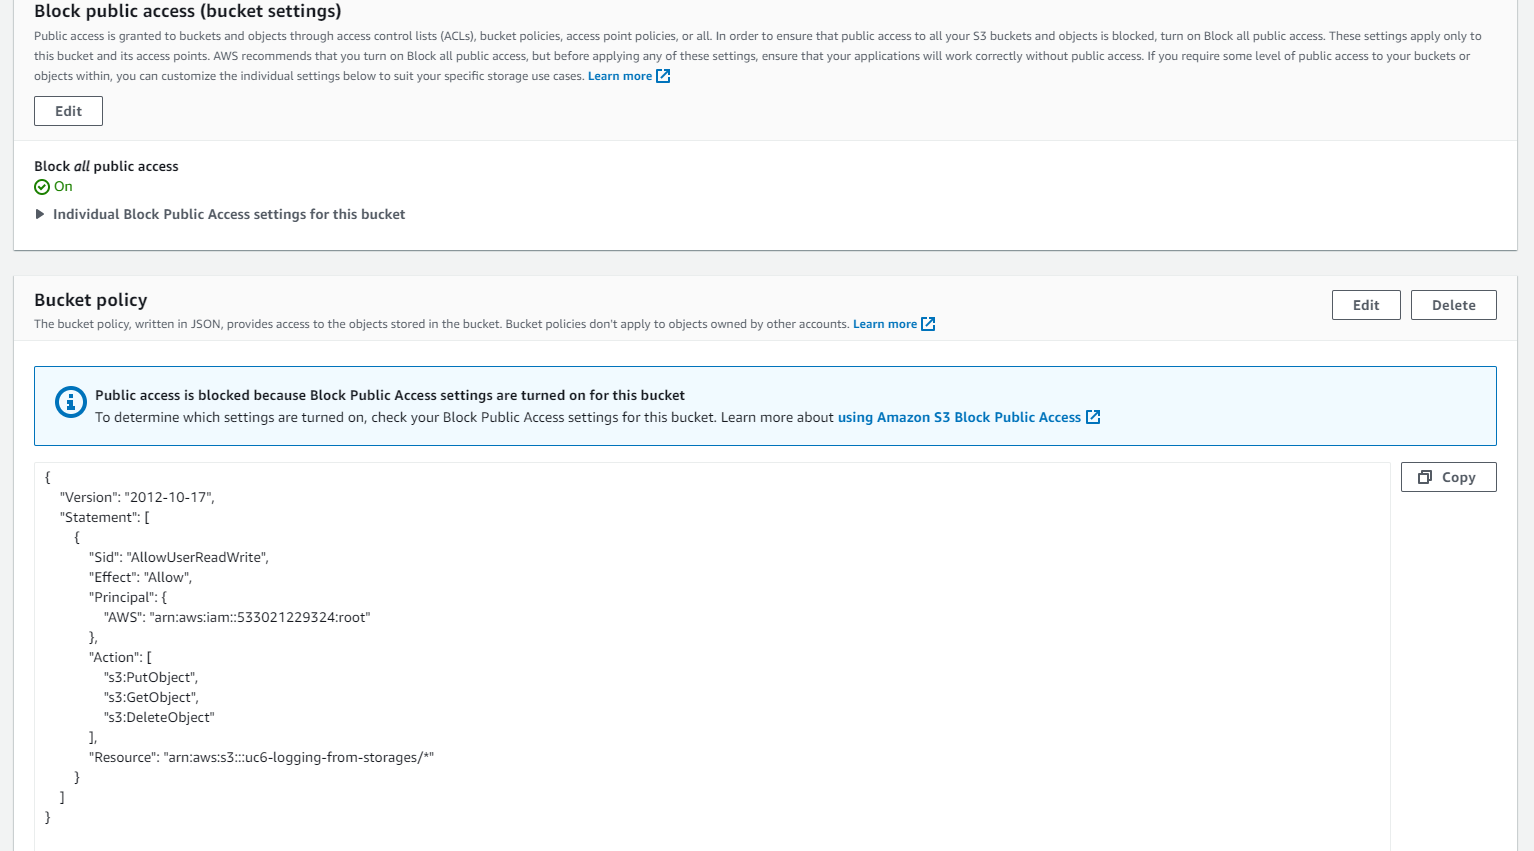 Block public access (bucket settings)
Public access is granted to buckets and objects through access control lists (ACLs), bucket policies, access point policies, or all. In order to ensure that public access to all your S3 buckets and objects is blocked, turn on Block all public access. These settings apply only to
this bucket and its access points. AWS recommends that you turn on Block all public access, but before applying any of these settings, ensure that your applications will work correctly without public access. If you require some level of public access to your buckets or
objects within, you can customize the individual settings below to suit your specific storage use cases. Learn more
Edit
Block all public access
On
Individual Block Public Access settings for this bucket
Bucket policy
Edit
Delete
The bucket policy, written in JSON, provides access to the objects stored in the bucket. Bucket policies don't apply to objects owned by other accounts. Learn more
Public access is blocked because Block Public Access settings are turned on for this bucket
To determine which settings are turned on, check your Block Public Access settings for this bucket. Learn more about using Amazon S3 Block Public Access
Copy
{
"Version": "2012-10-17",
"Statement": [
{
"Sid": "AllowUserReadWrite",
"Effect": "Allow",
"Principal": {
"AWS": "arn:aws:iam::533021229324:root"
},
"Action": [
"s3:PutObject",
"s3:GetObject",
"s3:DeleteObject"
],
"Resource": "arn:aws:s3:::uc6-logging-from-storages/*"
}
]
}